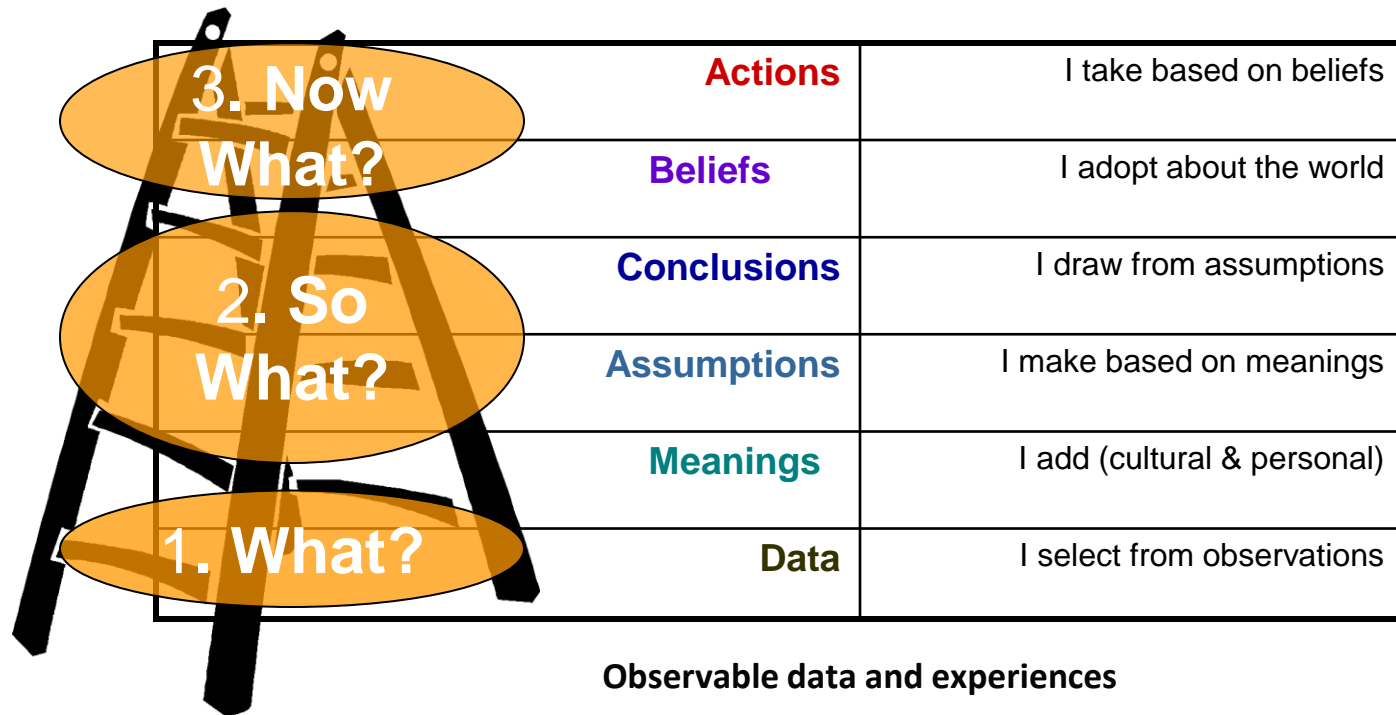 3. Now
What?
Actions
I take based on beliefs
Beliefs
I adopt about the world
2. So
What?
Conclusions
I draw from assumptions
Assumptions
I make based on meanings
Meanings
I add (cultural & personal)
1. What?
Data
I select from observations
Observable data and experiences